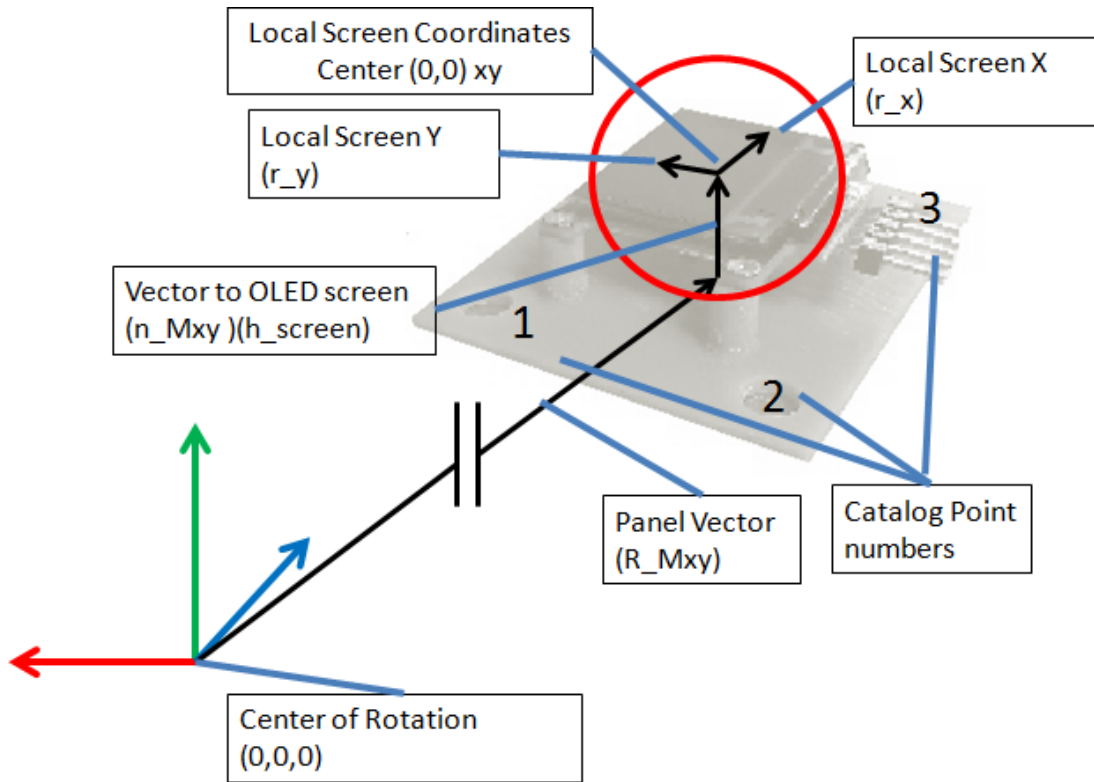 Local Screen Coordinates
Center (0,0) xy
Local Screen X
(r_x)
Local Screen Y
(r_y)
3
Vector to OLED screen
(n_Mxy )(h_screen)
1
2
Panel Vector
(R_Mxy)
Catalog Point
numbers
Center of Rotation
(0,0,0)